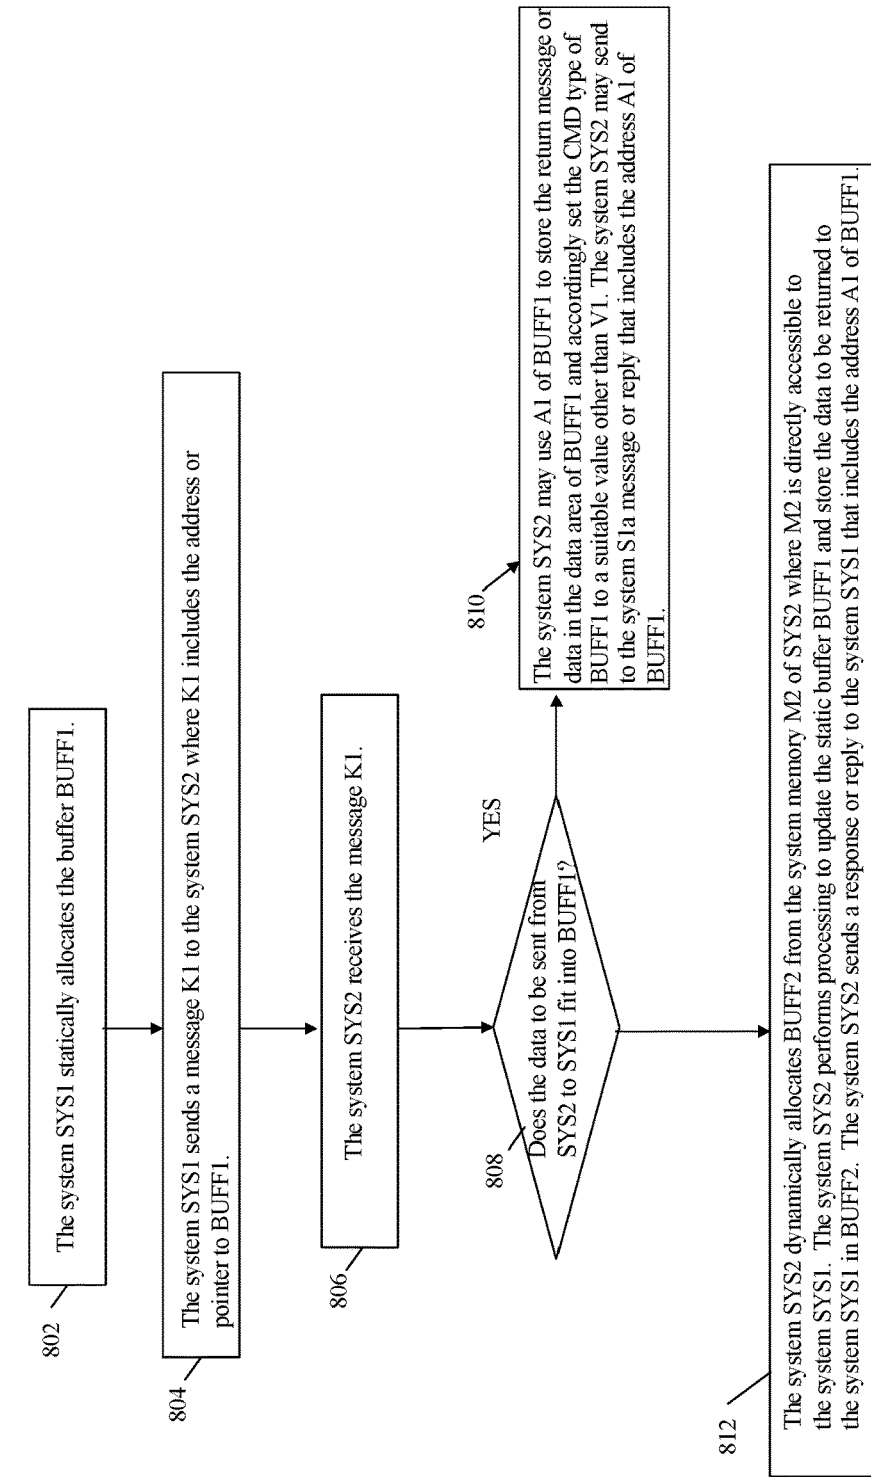 802
The system SYS1 statically allocates the buffer BUFF1.
804
The system SYS1 sends a message K1 to the system SYS2 where K1 includes the address or
pointer to BUFF1.
806
The system SYS2 receives the message K1.
808
Does the data to be sent from
SYS2 to SYS1 fit into BUFF1?
YES
810
The system SYS2 may use A1 of BUFF1 to store the return message or
data in the data area of BUFF1 and accordingly set the CMD type of
BUFF1 to a suitable value other than V1. The system SYS2 may send
to the system S1a message or reply that includes the address A1 of
BUFF1.
812
The system SYS2 dynamically allocates BUFF2 from the system memory M2 of SYS2 where M2 is directly accessible to
the system SYS1. The system SYS2 performs processing to update the static buffer BUFF1 and store the data to be returned to
the system SYS1 in BUFF2. The system SYS2 sends a response or reply to the system SYS1 that includes the address A1 of BUFF1.